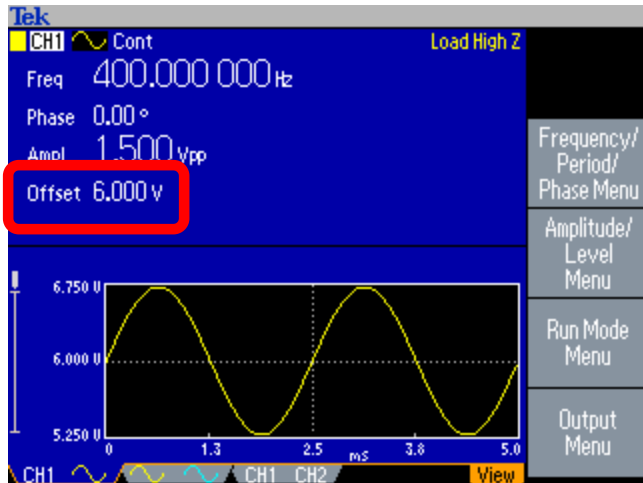 Tek
CH1 Cont Load High Z
Freq 400.000 000 Hz
Phase 0.00 °
Ampl 1.500 Vpp
Offset 6.000 V
Frequency/
Period/
Phase Menu
Amplitude/
Level
Menu
Run Mode
Menu
Output
Menu
6.750 V
6.000 V
5.250 V
0 1.3 2.5 ms 3.8 5.0
CH1 CH1 CH2 View